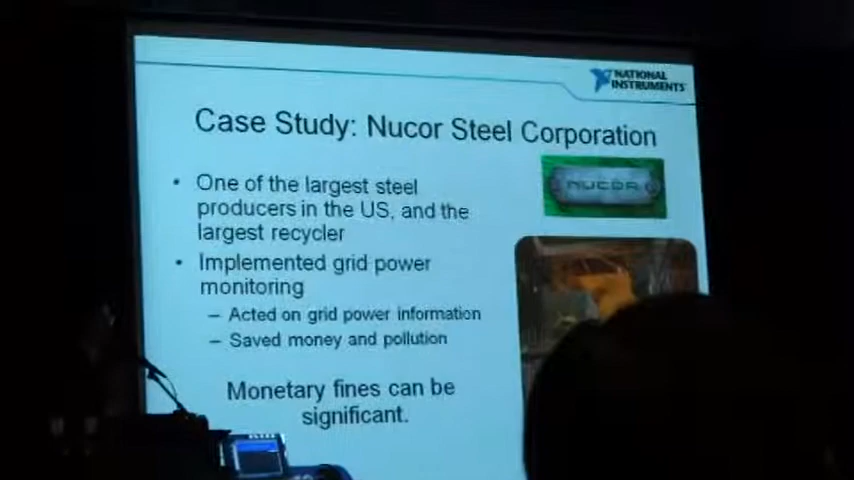 NATIONAL
INSTRUMENTS
Case Study: Nucor Steel Corporation
NUCOR
• One of the largest steel
producers in the US, and the
largest recycler
• Implemented grid power
monitoring
– Acted on grid power information
– Saved money and pollution
Monetary fines can be
significant.